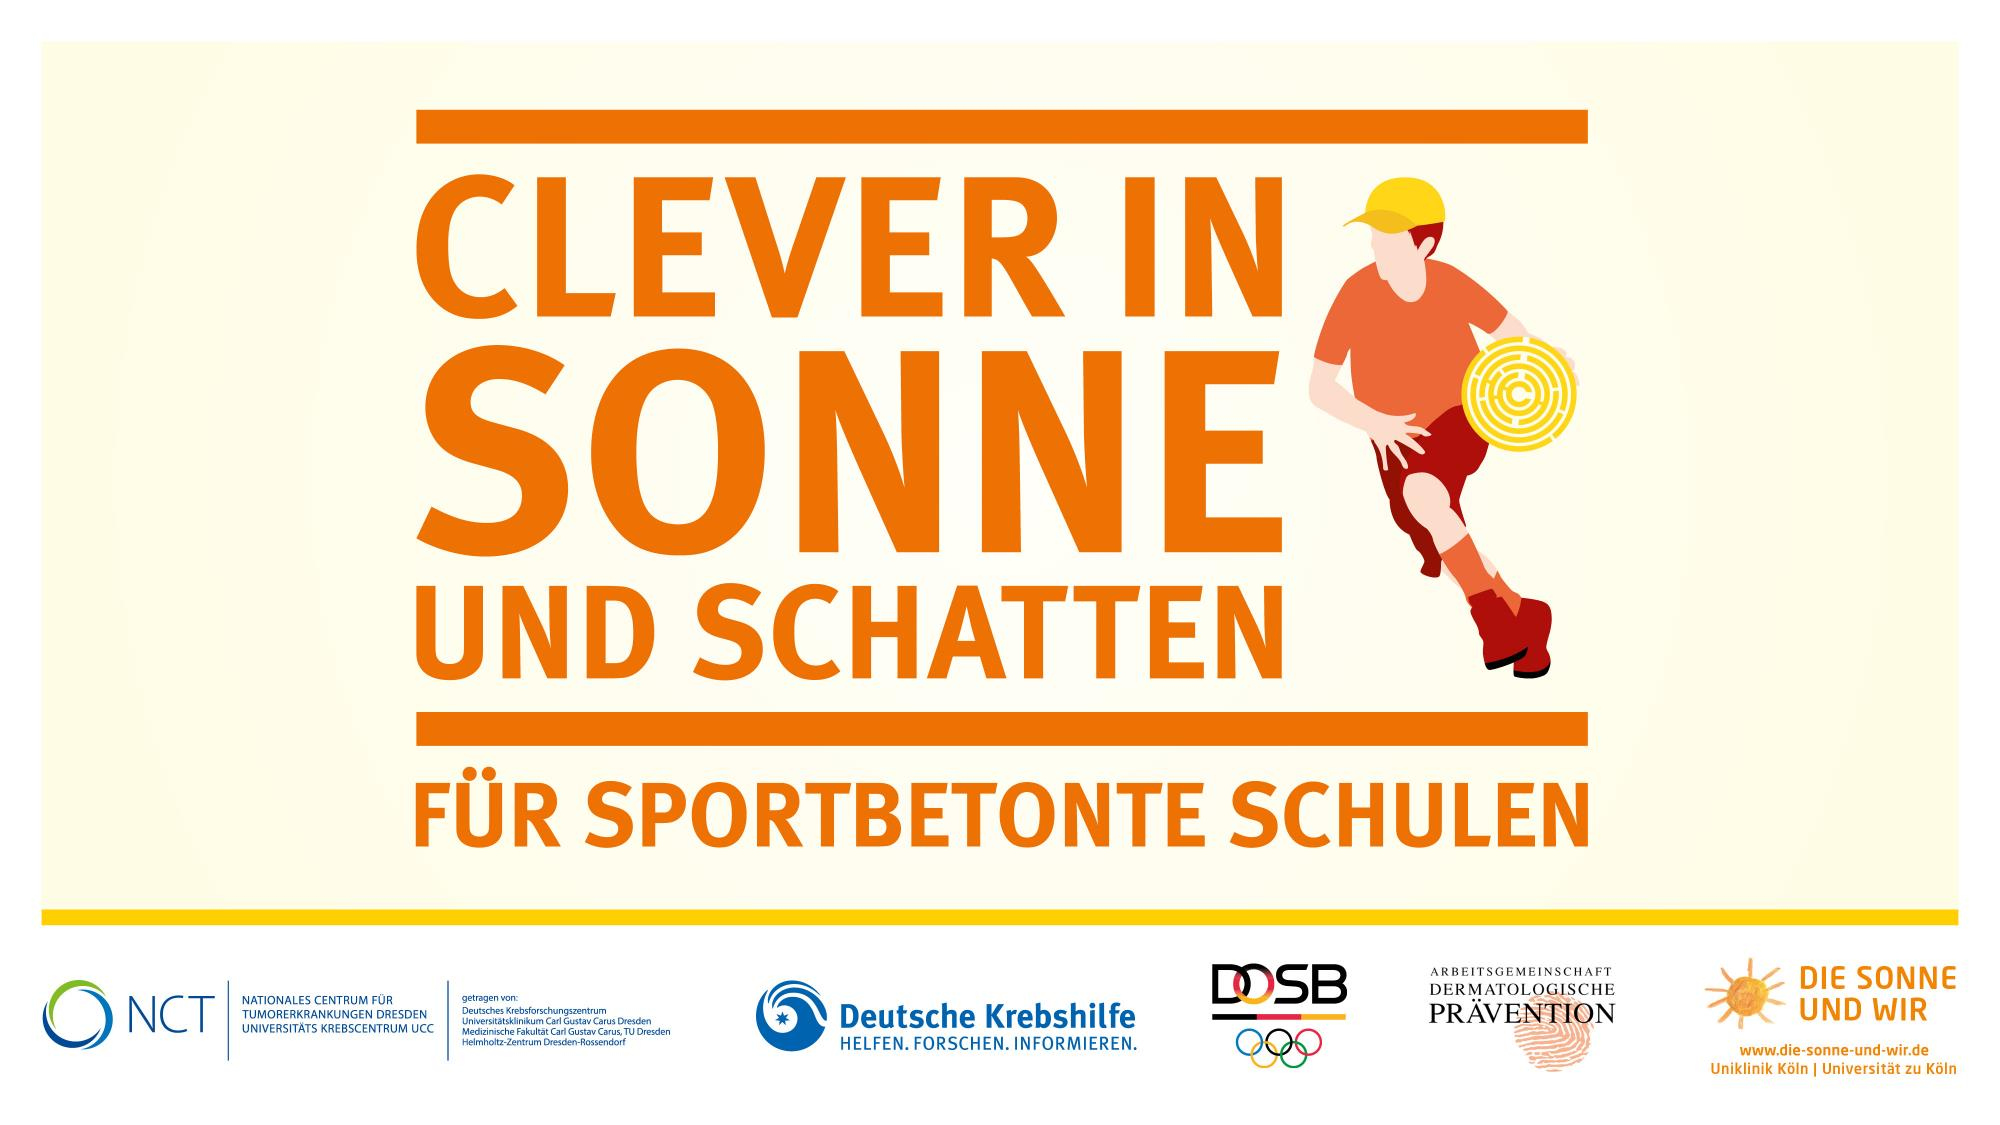 CLEVER IN
SONNE
UND SCHATTEN
FÜR SPORTBETONTE SCHULEN
NCT
NATIONALES CENTRUM FÜR
TUMORERKRANKUNGEN DRESDEN
UNIVERSITÄTS KREBSCENTRUM UCC
getragen von:
Deutsches Krebsforschungszentrum
Universitätsklinikum Carl Gustav Carus Dresden
Medizinische Fakultät Carl Gustav Carus, TU Dresden
Helmholtz-Zentrum Dresden-Rossendorf
Deutsche Krebshilfe
HELFEN. FORSCHEN. INFORMIEREN.
DOSB
ARBEITSGEMEINSCHAFT
DERMATOLOGISCHE
PRÄVENTION
DIE SONNE
UND WIR
www.die-sonne-und-wir.de
Uniklinik Köln | Universität zu Köln